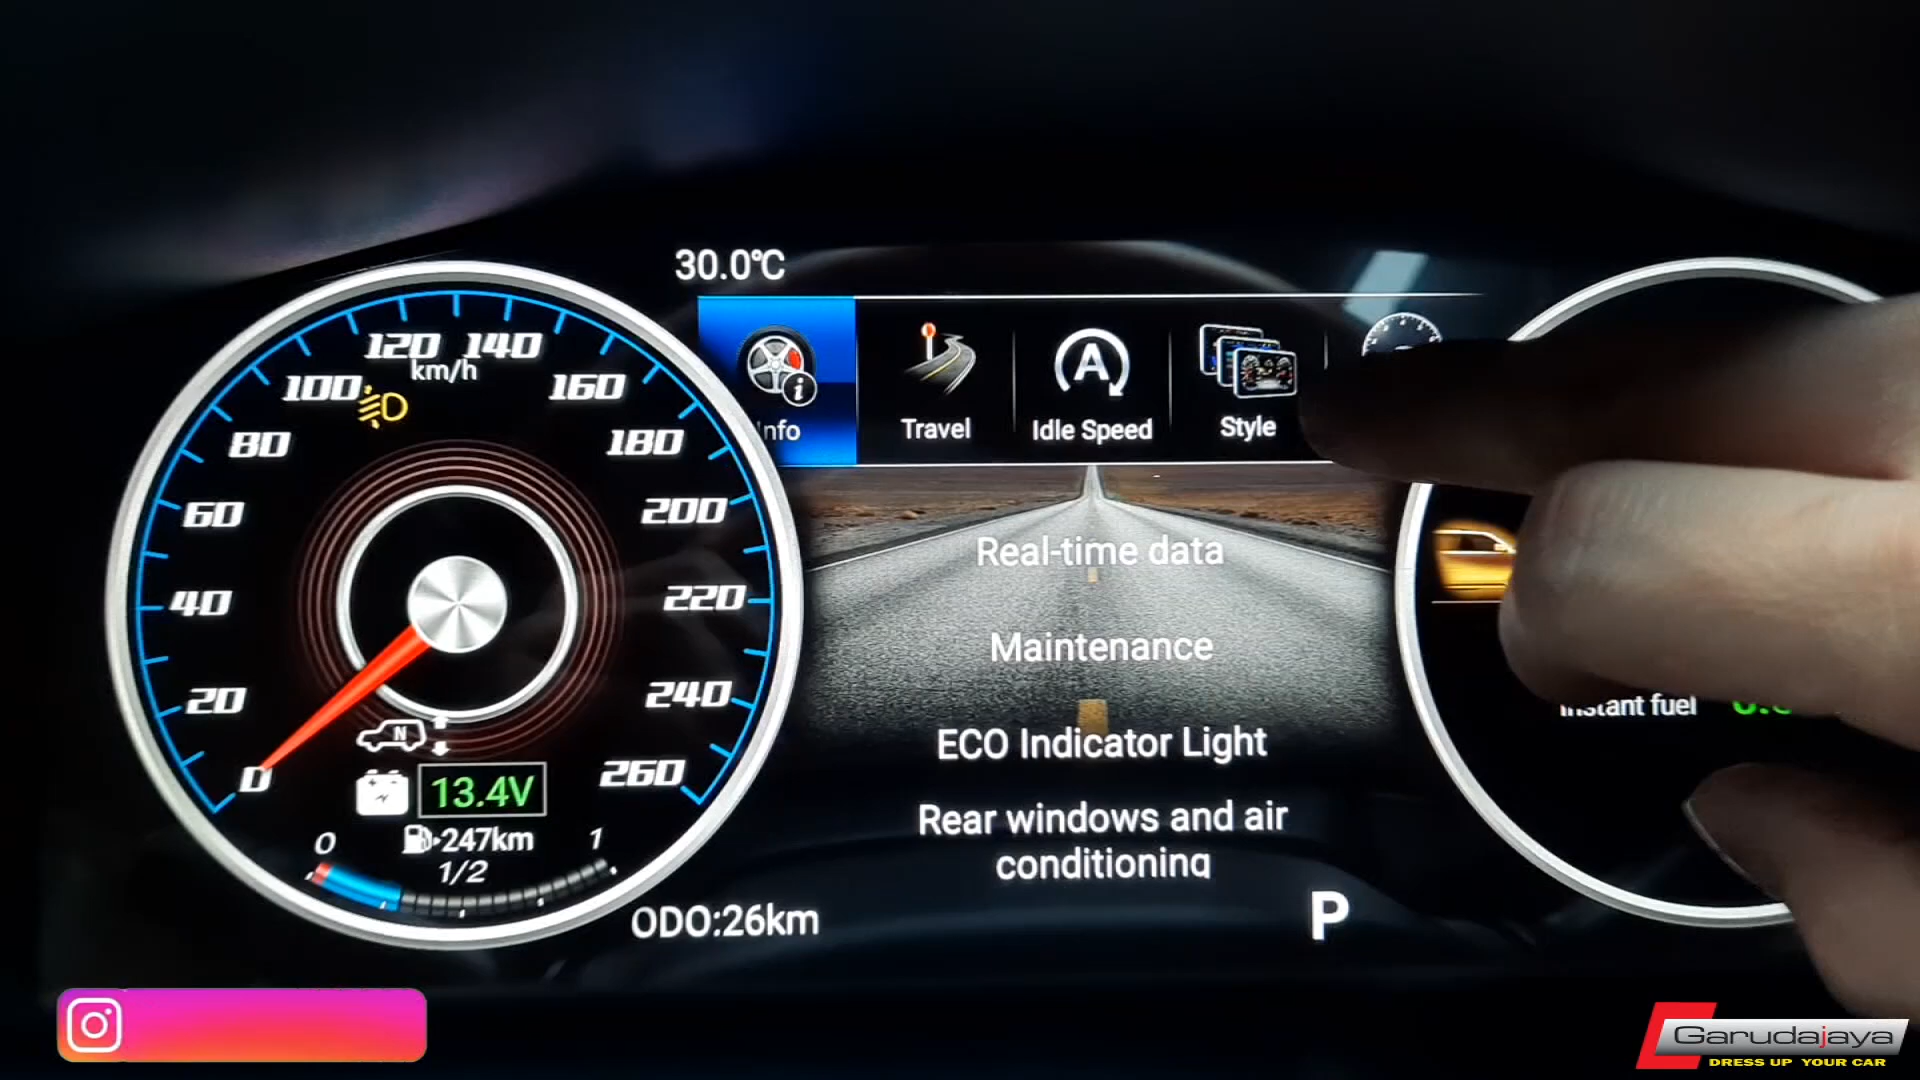 30.0℃
Info
Travel
Idle Speed
Style
120 140
km/h
100
160
80
180
60
200
40
220
20
240
0
260
N
13.4V
247km
0
1/2
1
Real-time data
Maintenance
ECO Indicator Light
Rear windows and air
conditioning
Instant fuel
ODO:26km
P
Garudajaya
DRESS UP YOUR CAR